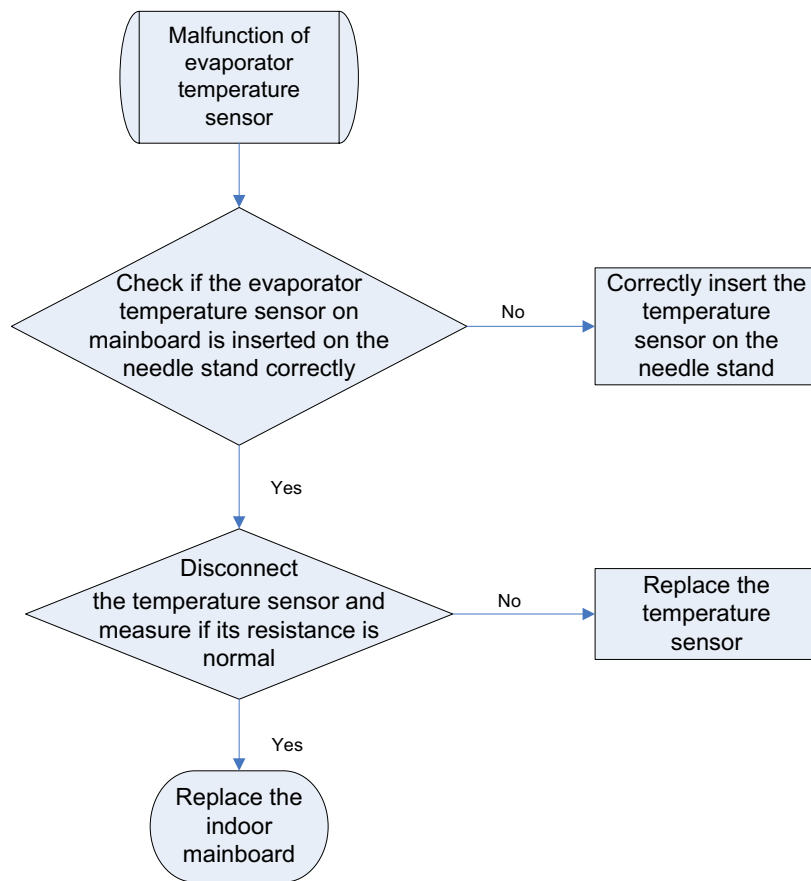 Malfunction of
evaporator
temperature
sensor
Check if the evaporator
temperature sensor on
mainboard is inserted on the
needle stand correctly
No
Correctly insert the
temperature
sensor on the
needle stand
Yes
Disconnect
the temperature sensor and
measure if its resistance is
normal
No
Replace the
temperature
sensor
Yes
Replace the
indoor
mainboard